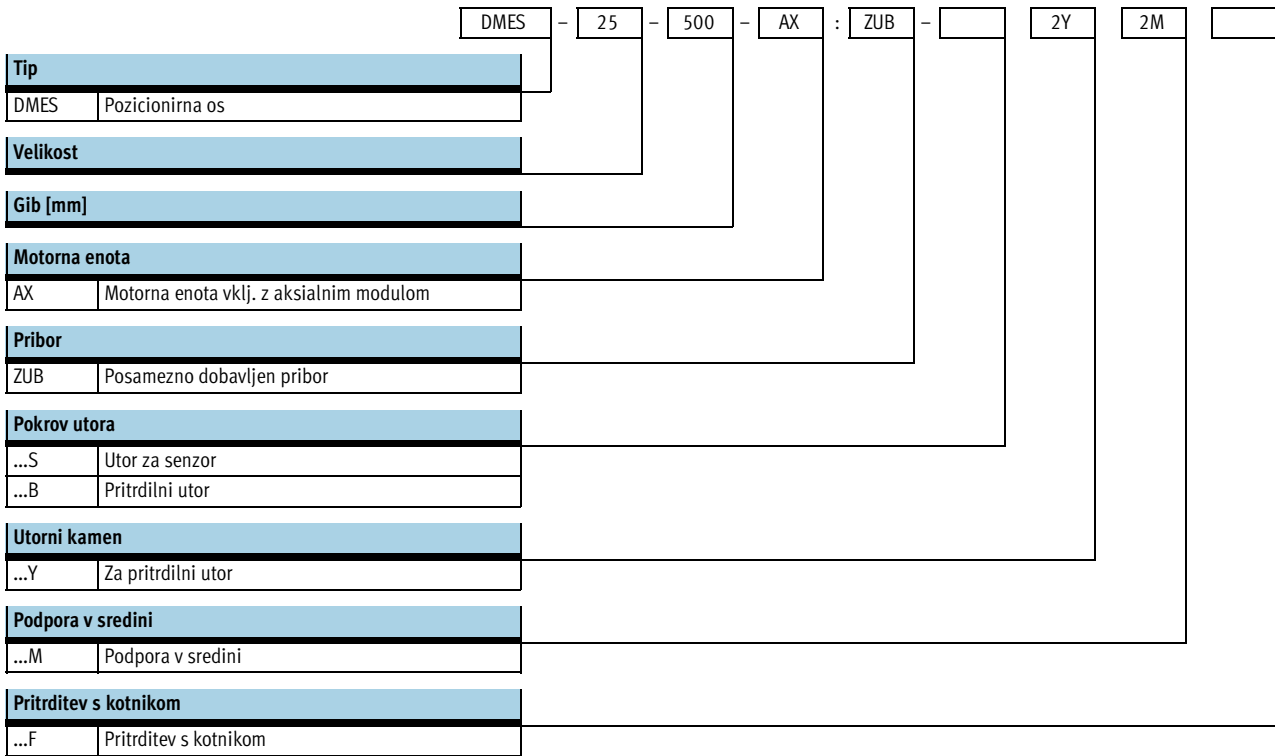 DMES – 25 – 500 – AX : ZUB – 2Y 2M
Tip
DMES Pozicionirna os
Velikost
Gib [mm]
Motorna enota
AX Motorna enota vklj. z aksialnim modulom
Pribor
ZUB Posamezno dobavljen pribor
Pokrov utora
...S Utor za senzor
...B Pritrdilni utor
Utorni kamen
...Y Za pritrdilni utor
Podpora v sredini
...M Podpora v sredini
Pritrditev s kotnikom
...F Pritrditev s kotnikom